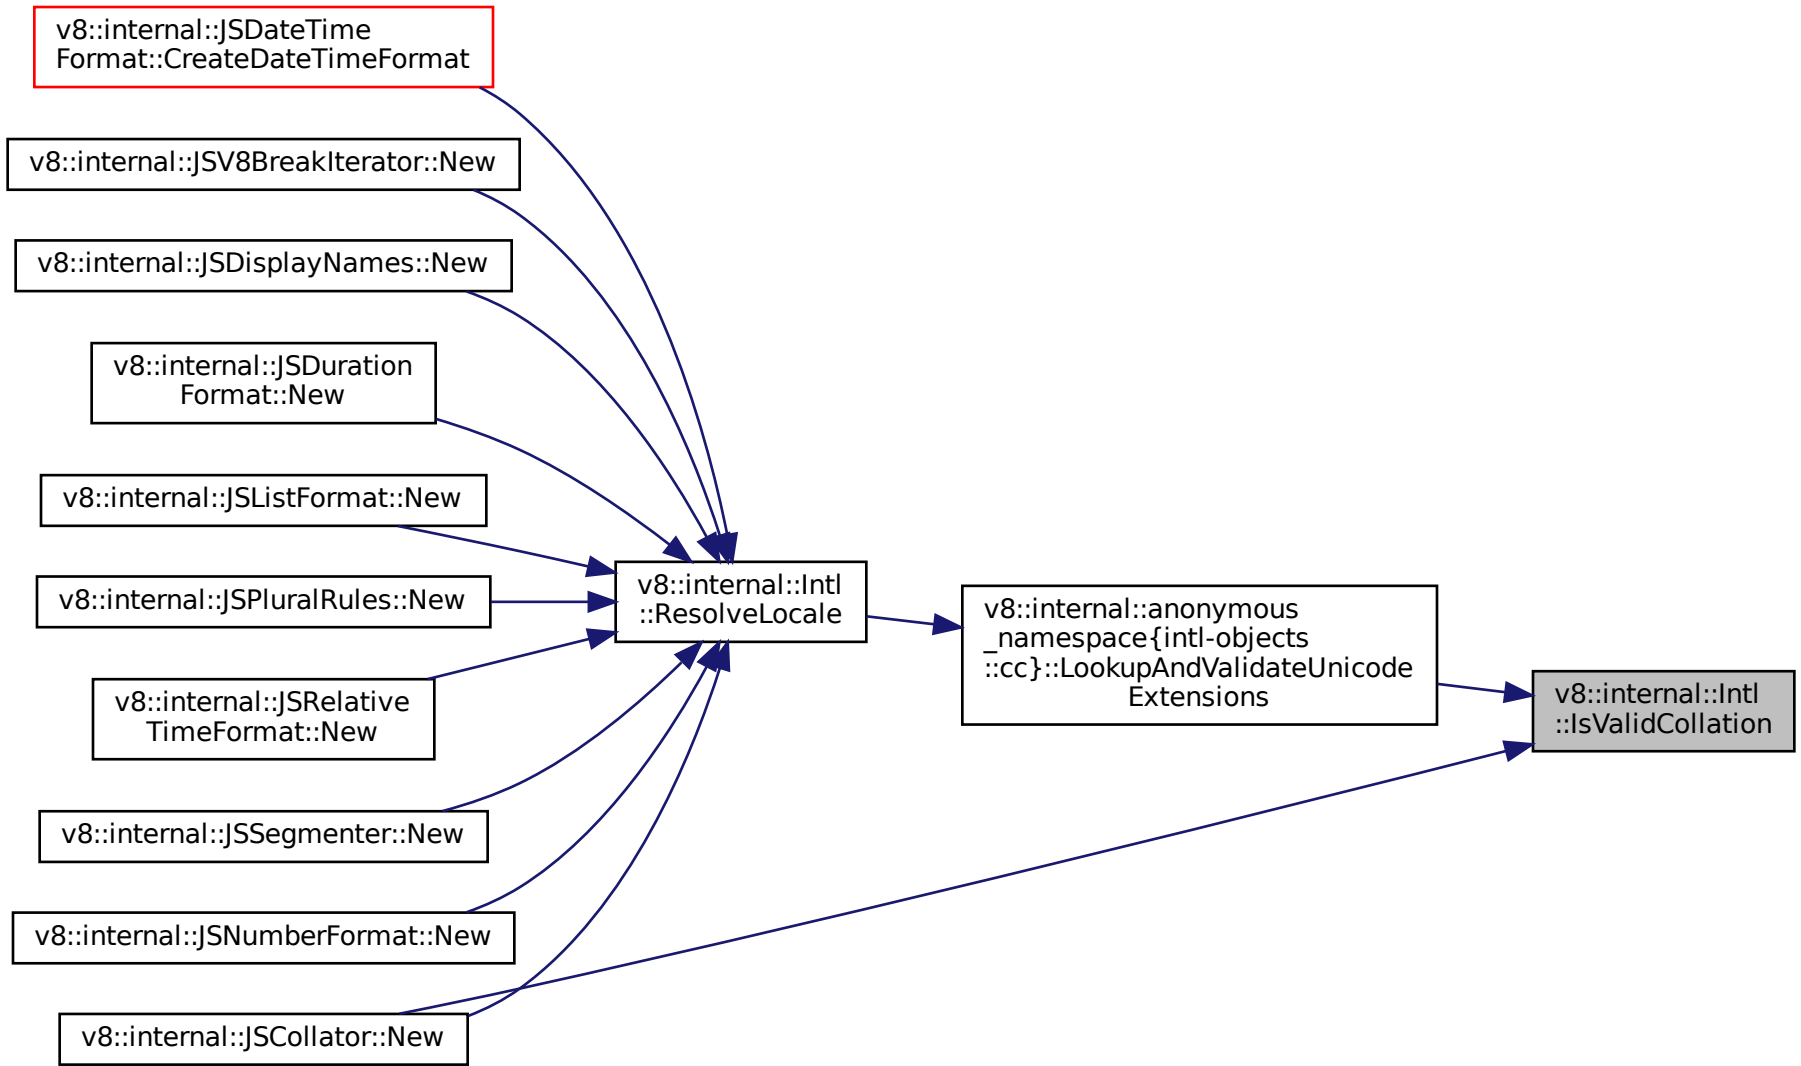 v8::internal::JSDateTime
Format::CreateDateTimeFormat
v8::internal::JSV8BreakIterator::New
v8::internal::JSDisplayNames::New
v8::internal::JSDuration
Format::New
v8::internal::JSListFormat::New
v8::internal::JSPluralRules::New
v8::internal::JSRelative
TimeFormat::New
v8::internal::JSSegmenter::New
v8::internal::JSNumberFormat::New
v8::internal::JSCollator::New
v8::internal::Intl
::ResolveLocale
v8::internal::anonymous
_namespace{intl-objects
::cc}::LookupAndValidateUnicode
Extensions
v8::internal::Intl
::IsValidCollation